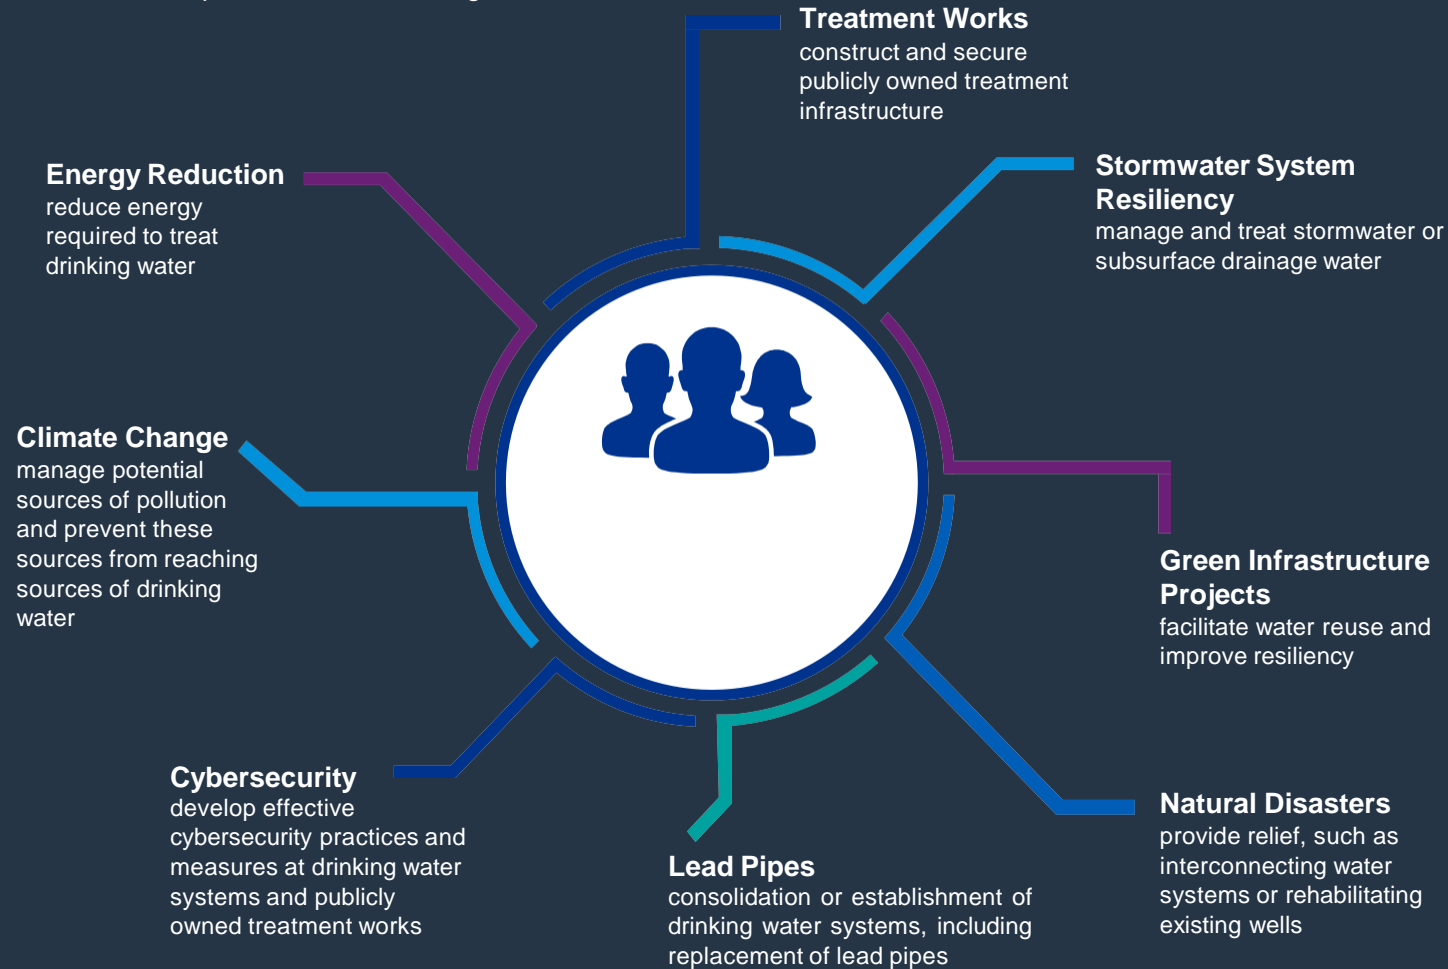 Treatment Works
construct and secure
publicly owned treatment
infrastructure
Stormwater System
Resiliency
manage and treat stormwater or
subsurface drainage water
Green Infrastructure
Projects
facilitate water reuse and
improve resiliency
Natural Disasters
provide relief, such as
interconnecting water
systems or rehabilitating
existing wells
Lead Pipes
consolidation or establishment of
drinking water systems, including
replacement of lead pipes
Cybersecurity
develop effective
cybersecurity practices and
measures at drinking water
systems and publicly
owned treatment works
Climate Change
manage potential
sources of pollution
and prevent these
sources from reaching
sources of drinking
water
Energy Reduction
reduce energy
required to treat
drinking water